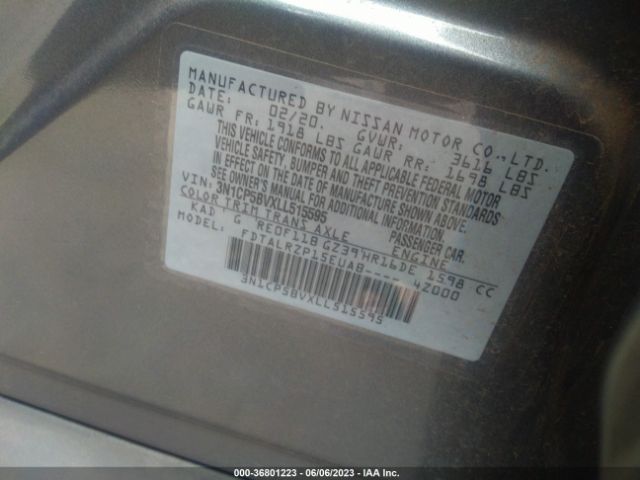 MANUFACTURED BY NISSAN MOTOR CO., LTD.
DATE: 02/20. GVWR: 3616 LBS
GAWR FR: 1918 LBS GAWR RR: 1698 LBS
THIS VEHICLE CONFORMS TO ALL APPLICABLE FEDERAL MOTOR
VEHICLE SAFETY, BUMPER AND THEFT PREVENTION STANDARDS
IN EFFECT ON THE DATE OF MANUFACTURE SHOWN ABOVE.
SEE OWNER'S MANUAL FOR ADDITIONAL INFORMATION
VIN: 3N1CP5BVXLL515595 PASSENGER CAR.
COLOR TRIM TRANS AXLE ENGINE
KAD G RE0F11B GZ39 HR16DE 1598 CC
MODEL: FDTALRZP15EUAB---- 4Z000
3N1CP5BVXLL515595
000-36801223 - 06/06/2023 - IAA Inc.